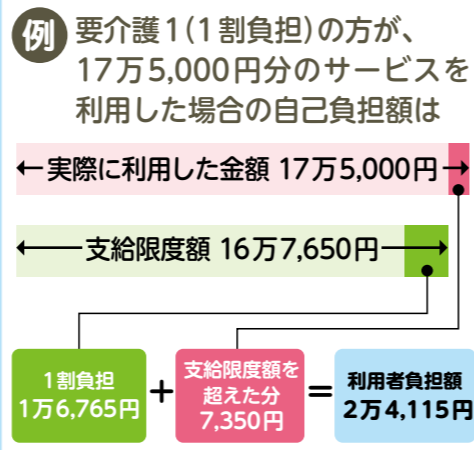 例 要介護1(1割負担)の方が、
17万5,000円分のサービスを
利用した場合の自己負担額は
実際に利用した金額 17万5,000円
支給限度額 16万7,650円
1割負担
1万6,765円
+
支給限度額を
超えた分
7,350円
=
利用者負担額
2万4,115円